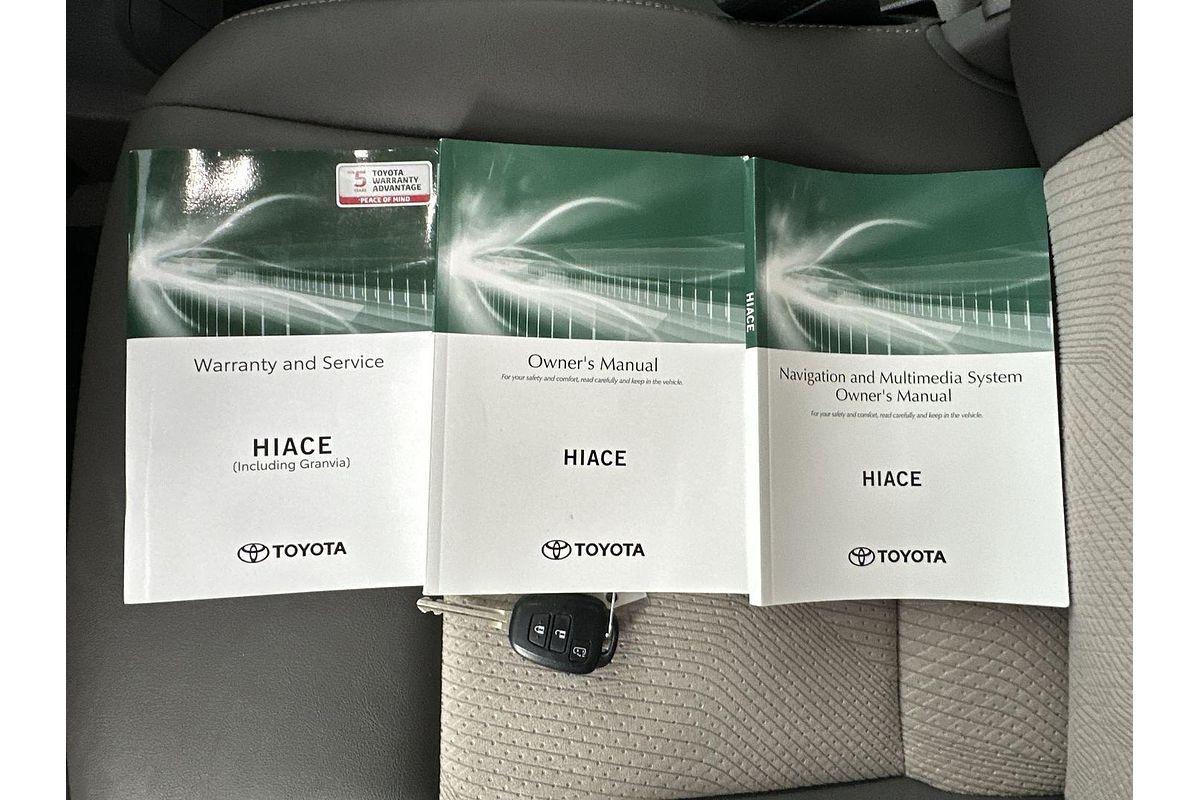 5
YEARS
TOYOTA
WARRANTY
ADVANTAGE
PEACE OF MIND
Warranty and Service
HIACE
(Including Granvia)
TOYOTA
Owner's Manual
For your safety and comfort, read carefully and keep in the vehicle.
HIACE
TOYOTA
HIACE
Navigation and Multimedia System
Owner's Manual
For your safety and comfort, read carefully and keep in the vehicle.
HIACE
TOYOTA